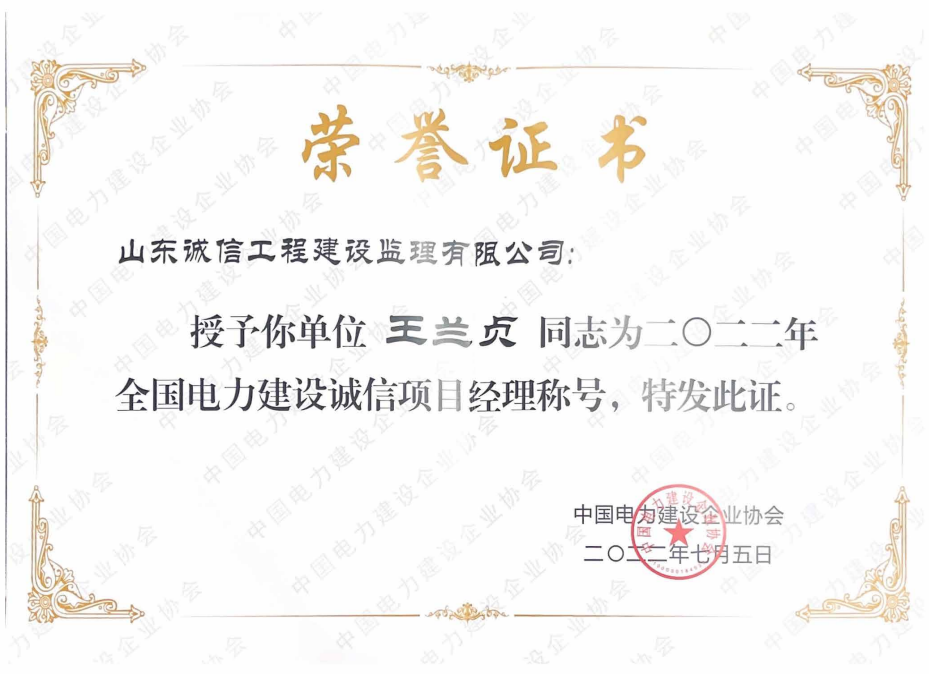 荣誉证书
山东诚信工程建设监理有限公司:
授予你单位 王兰贞 同志为二〇二二年
全国电力建设诚信项目经理称号，特发此证。
中国电力建设企业协会
二〇二二年七月五日